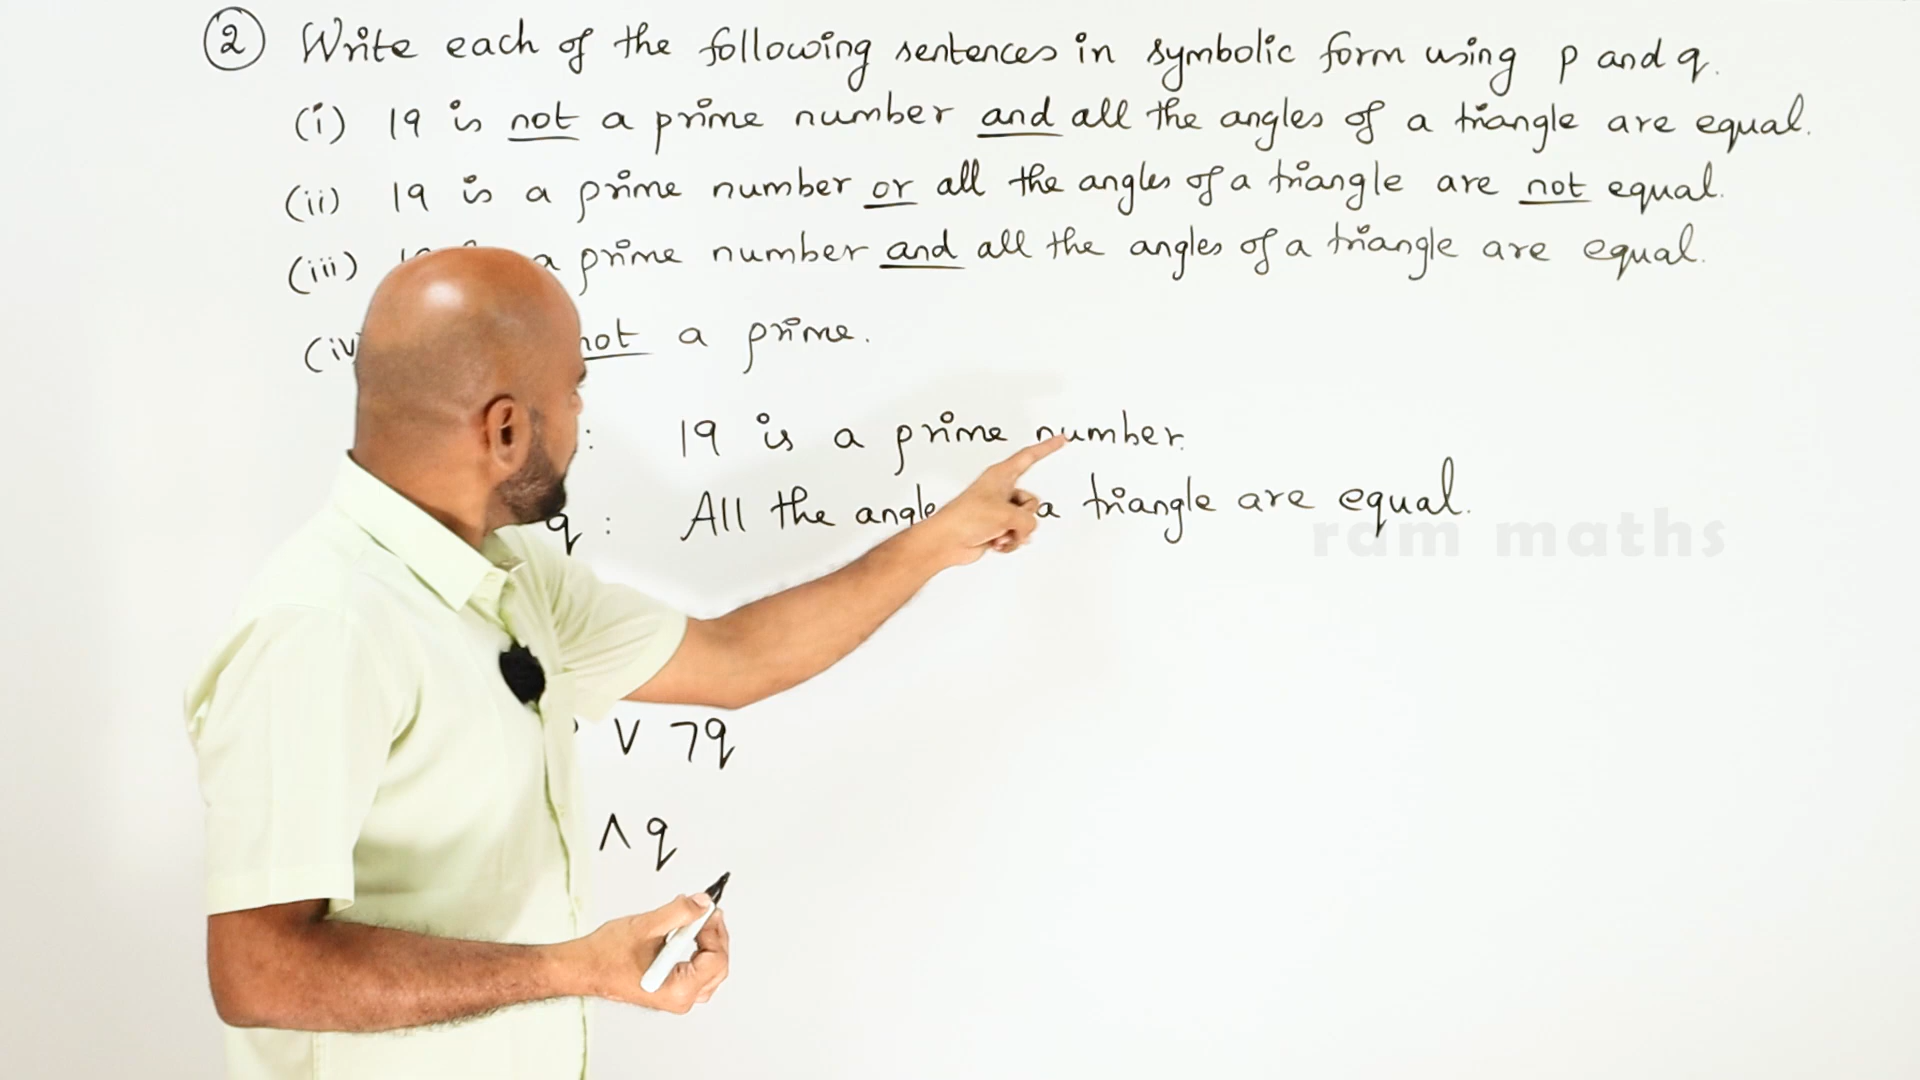 2 Write each of the following sentences in symbolic form using p and q.
(i) 19 is not a prime number and all the angles of a triangle are equal.
(ii) 19 is a prime number or all the angles of a triangle are not equal.
(iii) a prime number and all the angles of a triangle are equal.
(iv) not a prime.
: 19 is a prime number.
q : All the angle a triangle are equal.
ram maths
∨ ¬q
∧ q